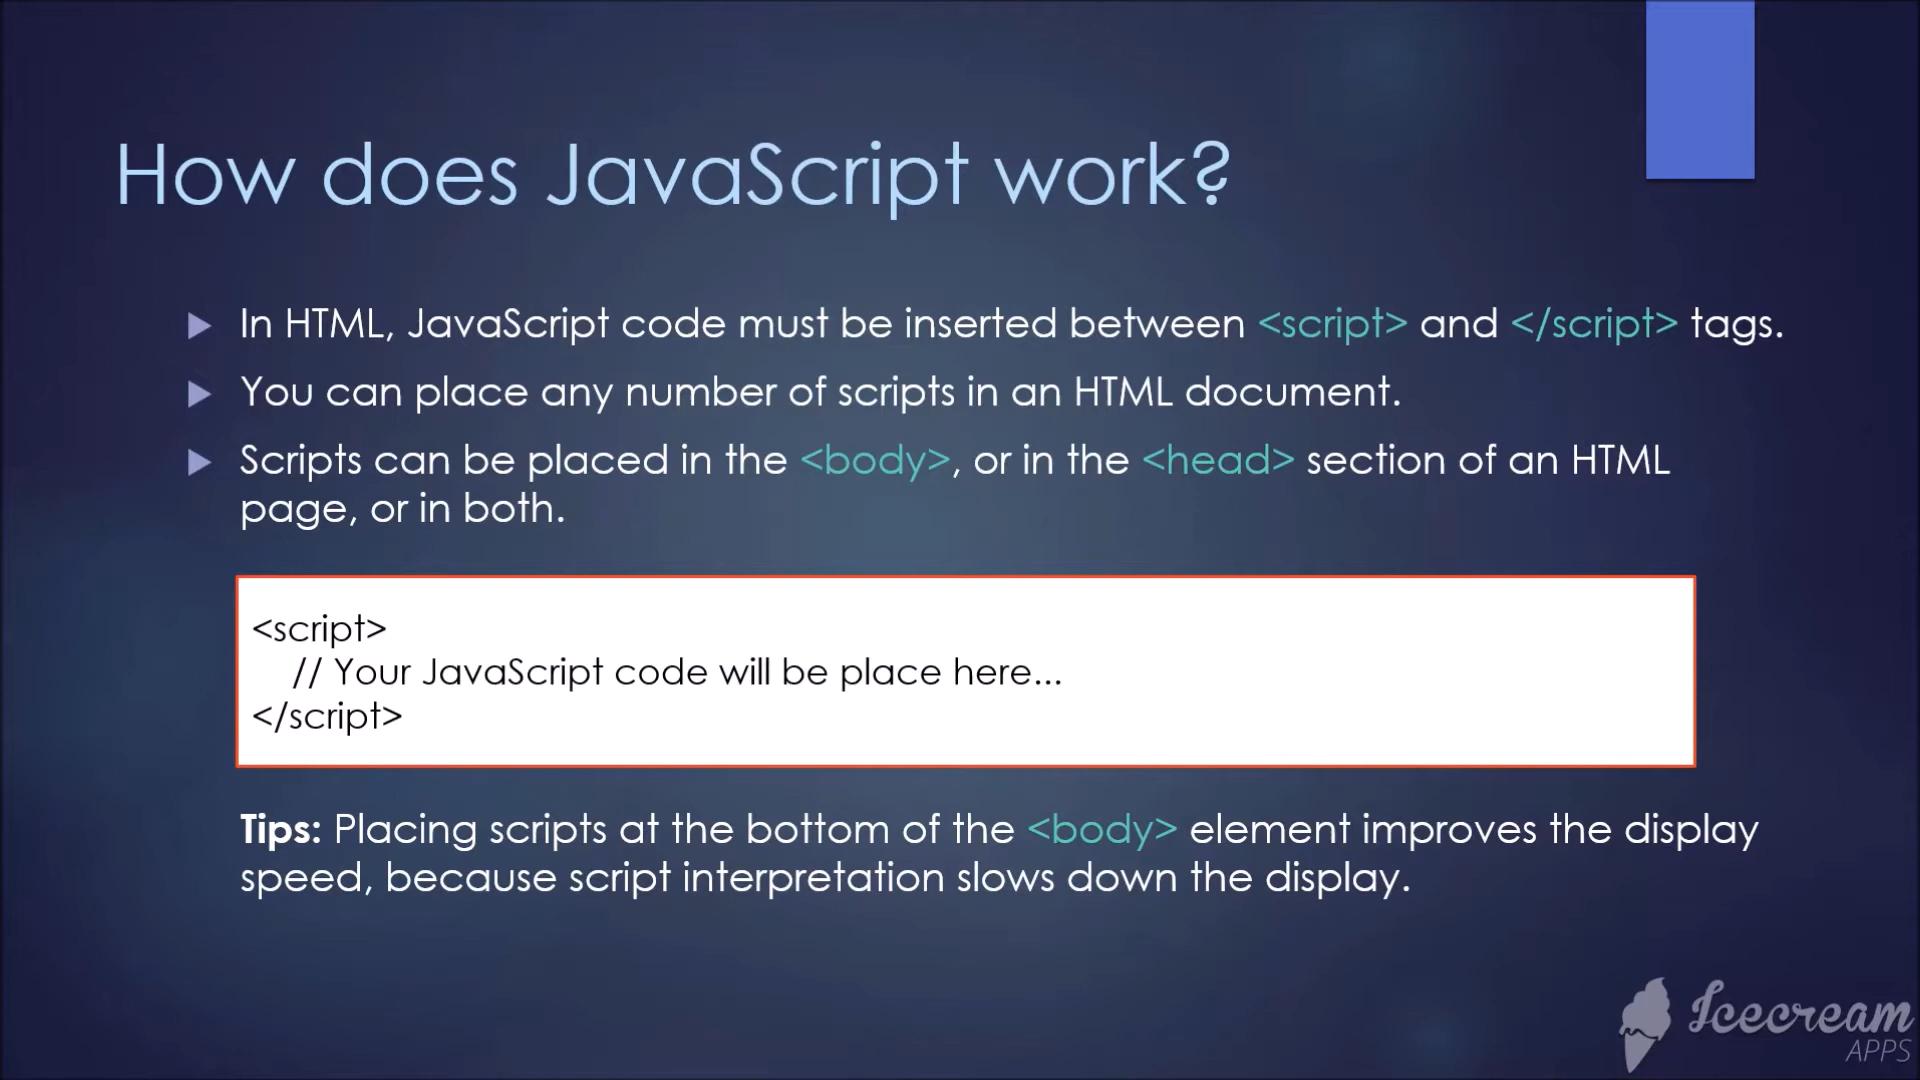 How does JavaScript work?
In HTML, JavaScript code must be inserted between <script> and </script> tags.
You can place any number of scripts in an HTML document.
Scripts can be placed in the <body>, or in the <head> section of an HTML
page, or in both.
<script>
// Your JavaScript code will be place here...
</script>
Tips: Placing scripts at the bottom of the <body> element improves the display
speed, because script interpretation slows down the display.
Icecream
APPS